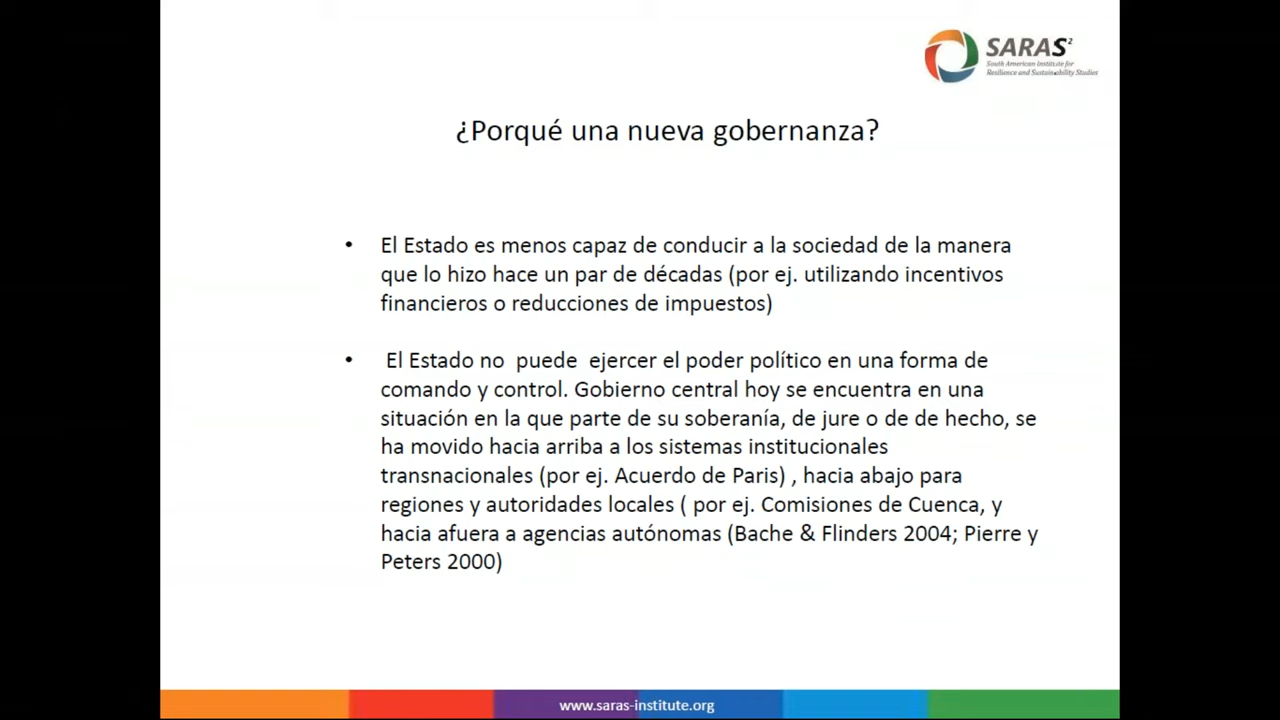 SARAS²
South American Institute for
Resilience and Sustainability Studies
¿Porqué una nueva gobernanza?
• El Estado es menos capaz de conducir a la sociedad de la manera
que lo hizo hace un par de décadas (por ej. utilizando incentivos
financieros o reducciones de impuestos)
• El Estado no puede ejercer el poder político en una forma de
comando y control. Gobierno central hoy se encuentra en una
situación en la que parte de su soberanía, de jure o de de hecho, se
ha movido hacia arriba a los sistemas institucionales
transnacionales (por ej. Acuerdo de Paris) , hacia abajo para
regiones y autoridades locales ( por ej. Comisiones de Cuenca, y
hacia afuera a agencias autónomas (Bache & Flinders 2004; Pierre y
Peters 2000)
www.saras-institute.org